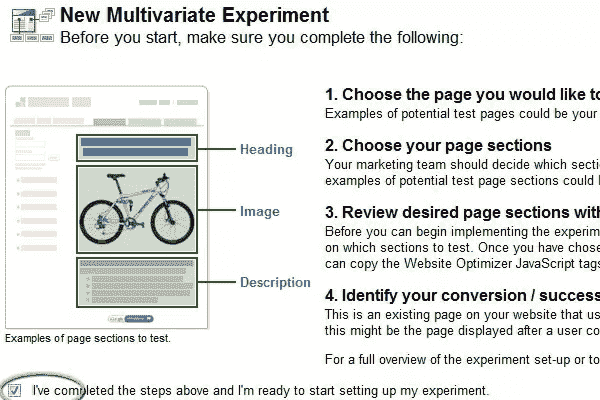 New Multivariate Experiment
Before you start, make sure you complete the following:
Heading
Image
Description
Examples of page sections to test.
1. Choose the page you would like to
Examples of potential test pages could be your
2. Choose your page sections
Your marketing team should decide which secti
examples of potential test page sections could
3. Review desired page sections with
Before you can begin implementing the experim
on which sections to test. Once you have chose
can copy the Website Optimizer JavaScript tags
4. Identify your conversion / success
This is an existing page on your website that us
this might be the page displayed after a user co
For a full overview of the experiment set-up or to
I've completed the steps above and I'm ready to start setting up my experiment.